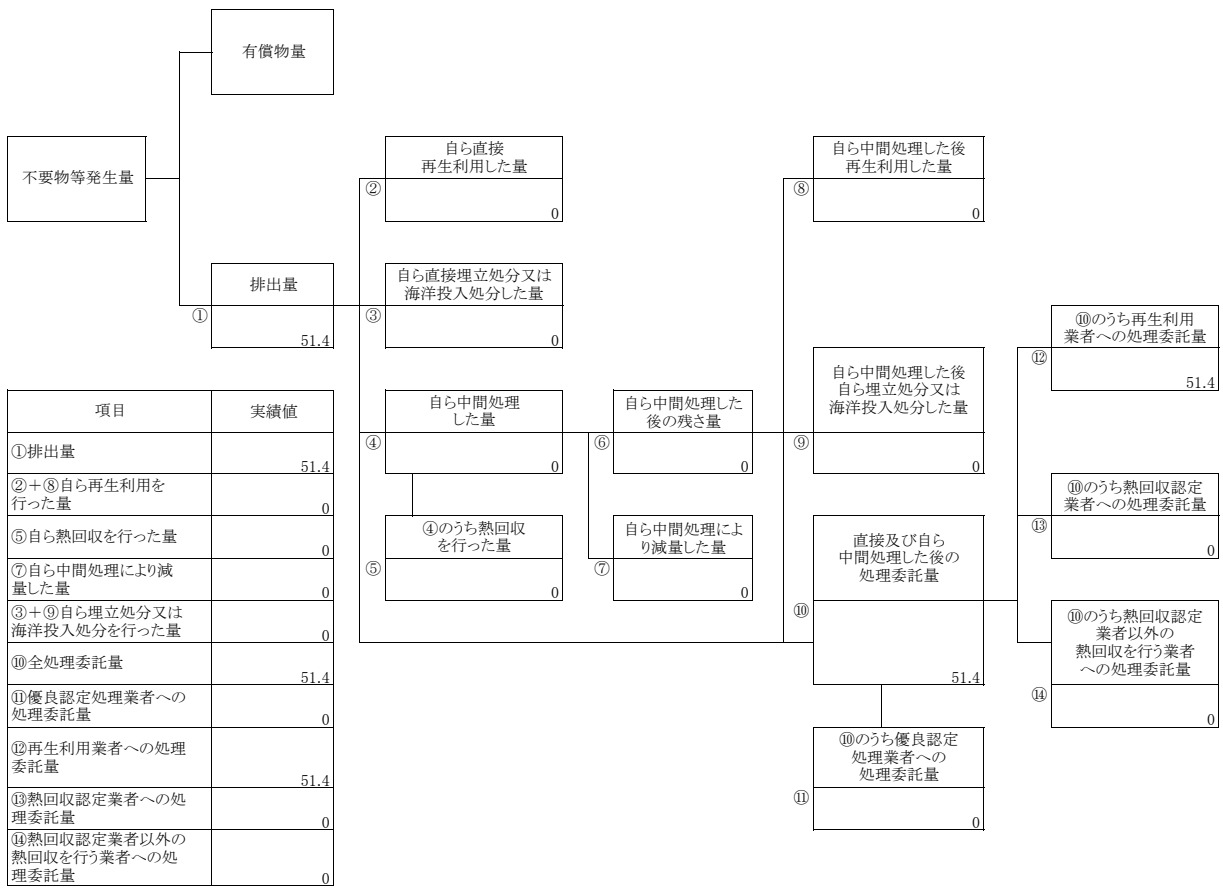 有償物量
不要物等発生量
排出量
①
51.4
自ら直接
再生利用した量
②
0
自ら直接埋立処分又は
海洋投入処分した量
③
0
自ら中間処理
した量
④
0
④のうち熱回収
を行った量
⑤
0
自ら中間処理した
後の残さ量
⑥
0
自ら中間処理によ
り減量した量
⑦
0
自ら中間処理した後
再生利用した量
⑧
0
自ら中間処理した後
自ら埋立処分又は
海洋投入処分した量
⑨
0
直接及び自ら
中間処理した後の
処理委託量
⑩
51.4
⑩のうち優良認定
処理業者への
処理委託量
⑪
0
⑩のうち再生利用
業者への処理委託量
⑫
51.4
⑩のうち熱回収認定
業者への処理委託量
⑬
0
⑩のうち熱回収認定
業者以外の
熱回収を行う業者
への処理委託量
⑭
0
項目 実績値
①排出量
51.4
②＋⑧自ら再生利用を
行った量
0
⑤自ら熱回収を行った量
0
⑦自ら中間処理により減
量した量
0
③＋⑨自ら埋立処分又は
海洋投入処分を行った量
0
⑩全処理委託量
51.4
⑪優良認定処理業者への
処理委託量
0
⑫再生利用業者への処理
委託量
51.4
⑬熱回収認定業者への処
理委託量
0
⑭熱回収認定業者以外の
熱回収を行う業者への処
理委託量
0